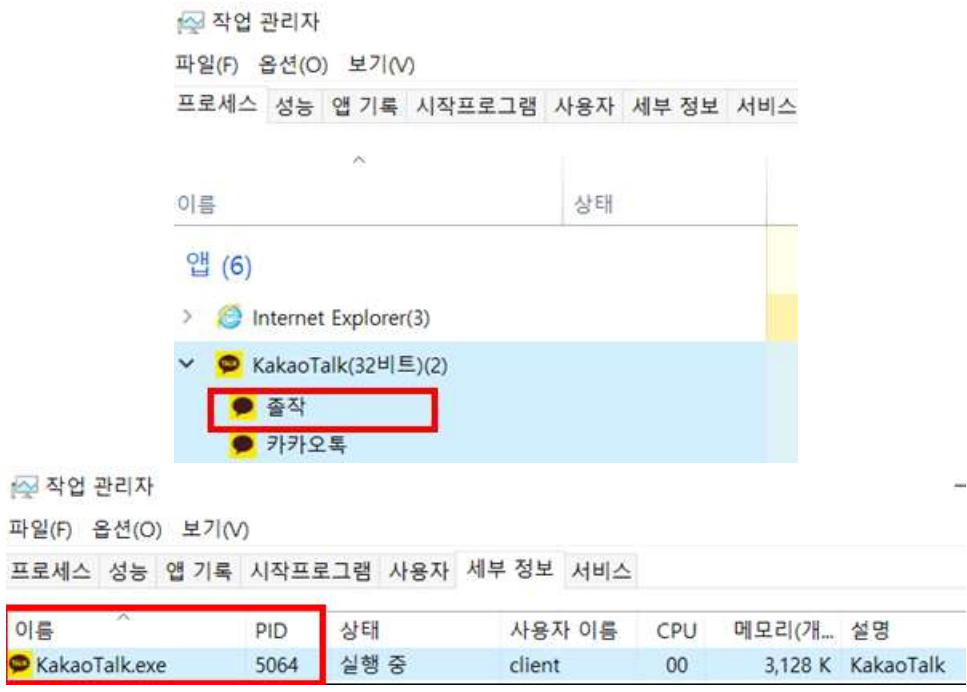 작업 관리자
파일(F) 옵션(O) 보기(V)
프로세스 성능 앱 기록 시작프로그램 사용자 세부 정보 서비스
이름 상태
앱 (6)
Internet Explorer(3)
KakaoTalk(32비트)(2)
졸작
카카오톡
작업 관리자
파일(F) 옵션(O) 보기(V)
프로세스 성능 앱 기록 시작프로그램 사용자 세부 정보 서비스
이름 PID 상태 사용자 이름 CPU 메모리(개... 설명
KakaoTalk.exe 5064 실행 중 client 00 3,128 K KakaoTalk